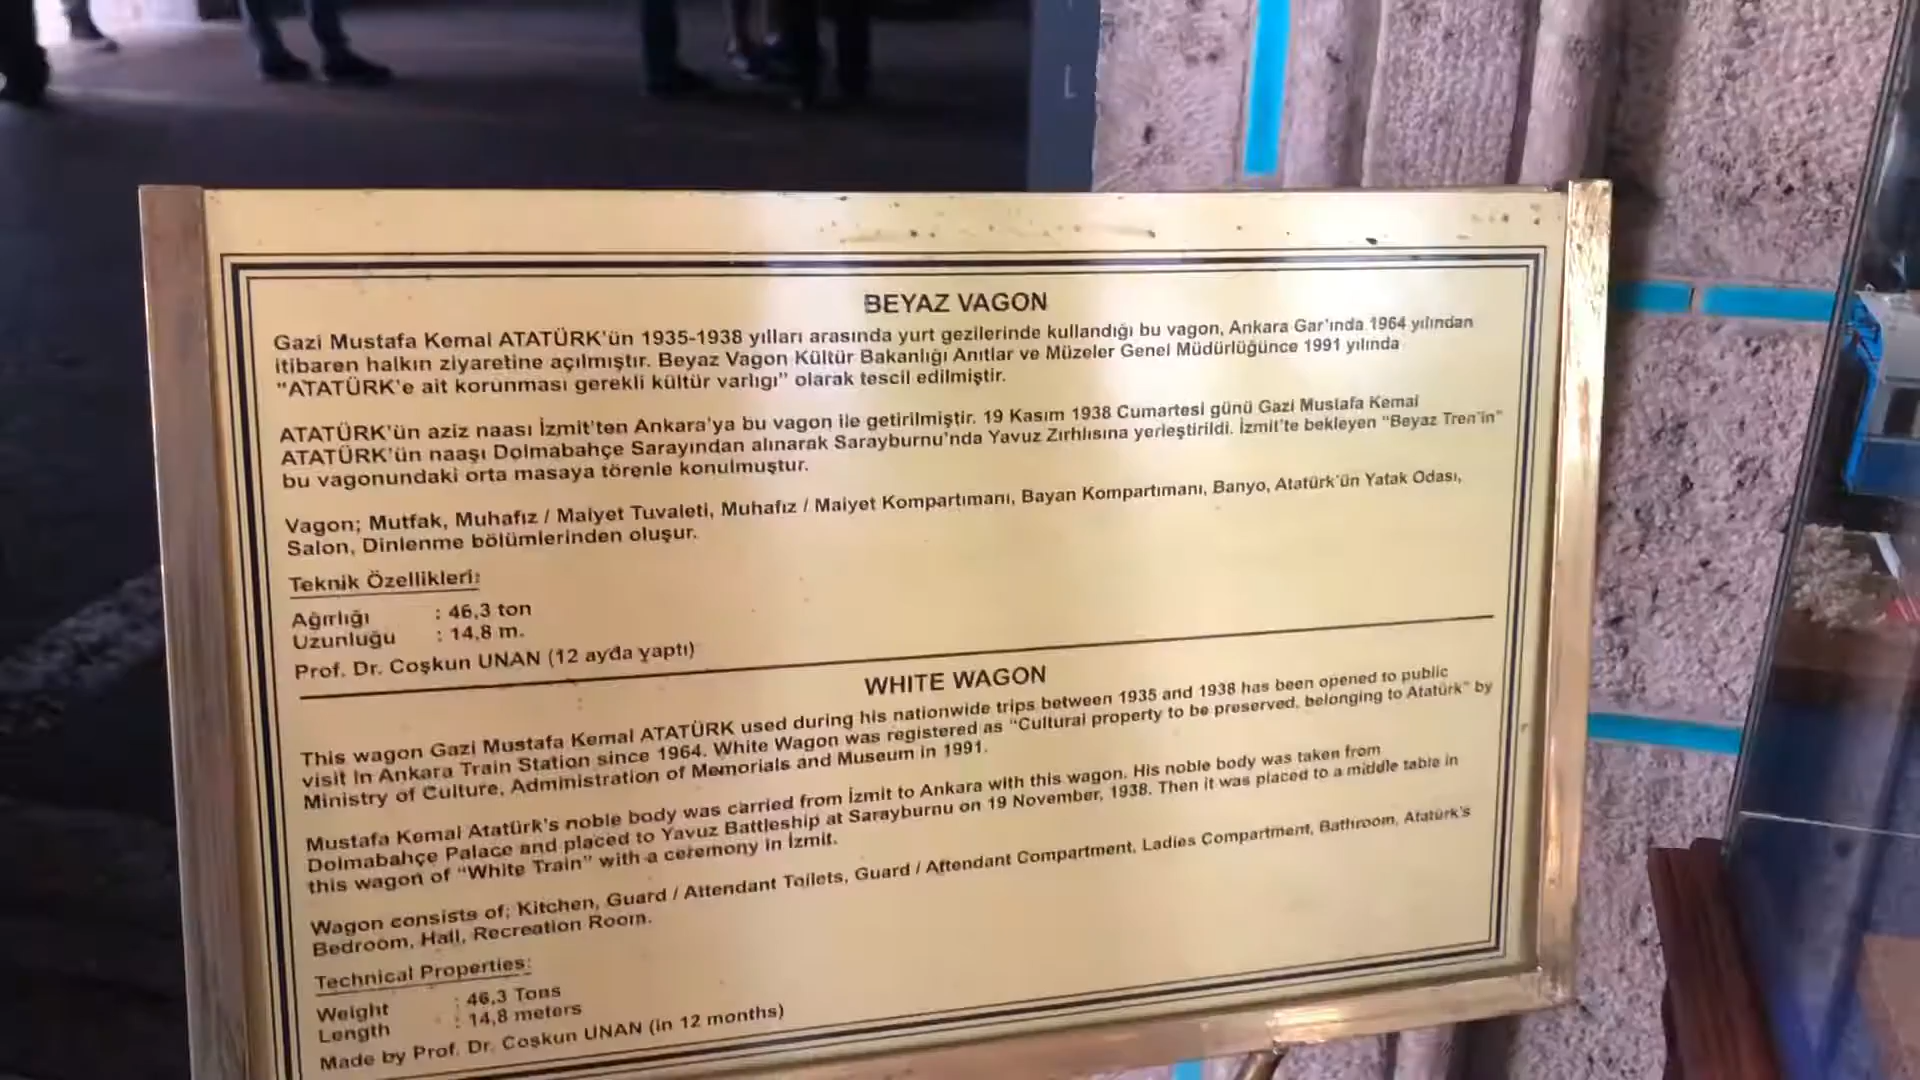 BEYAZ VAGON
Gazi Mustafa Kemal ATATÜRK'ün 1935-1938 yılları arasında yurt gezilerinde kullandığı bu vagon, Ankara Gar'ında 1964 yılından
itibaren halkın ziyaretine açılmıştır. Beyaz Vagon Kültür Bakanlığı Anıtlar ve Müzeler Genel Müdürlüğünce 1991 yılında
"ATATÜRK'e ait korunması gerekli kültür varlıgı" olarak tescil edilmiştir.
ATATÜRK'ün aziz naası İzmit'ten Ankara'ya bu vagon ile getirilmiştir. 19 Kasım 1938 Cumartesi günü Gazi Mustafa Kemal
ATATÜRK'ün naaşı Dolmabahçe Sarayından alınarak Sarayburnu'nda Yavuz Zırhlısına yerleştirildi. İzmit'te bekleyen "Beyaz Tren'in"
bu vagonundaki orta masaya törenle konulmuştur.
Vagon; Mutfak, Muhafız / Maiyet Tuvaleti, Muhafız / Maiyet Kompartımanı, Bayan Kompartımanı, Banyo, Atatürk'ün Yatak Odası,
Salon, Dinlenme bölümlerinden oluşur.
Teknik Özellikleri:
Ağırlığı : 46,3 ton
Uzunluğu : 14,8 m.
Prof. Dr. Coşkun UNAN (12 ayda yaptı)
WHITE WAGON
This wagon Gazi Mustafa Kemal ATATÜRK used during his nationwide trips between 1935 and 1938 has been opened to public
visit in Ankara Train Station since 1964. White Wagon was registered as "Cultural property to be preserved, belonging to Atatürk" by
Ministry of Culture, Administration of Memorials and Museum in 1991.
Mustafa Kemal Atatürk's noble body was carried from İzmit to Ankara with this wagon. His noble body was taken from
Dolmabahçe Palace and placed to Yavuz Battleship at Sarayburnu on 19 November, 1938. Then it was placed to a middle table in
this wagon of "White Train" with a ceremony in İzmit.
Wagon consists of; Kitchen, Guard / Attendant Toilets, Guard / Attendant Compartment, Ladies Compartment, Bathroom, Atatürk's
Bedroom, Hall, Recreation Room.
Technical Properties:
Weight : 46,3 Tons
Length : 14,8 meters
Made by Prof. Dr. Coşkun UNAN (in 12 months)